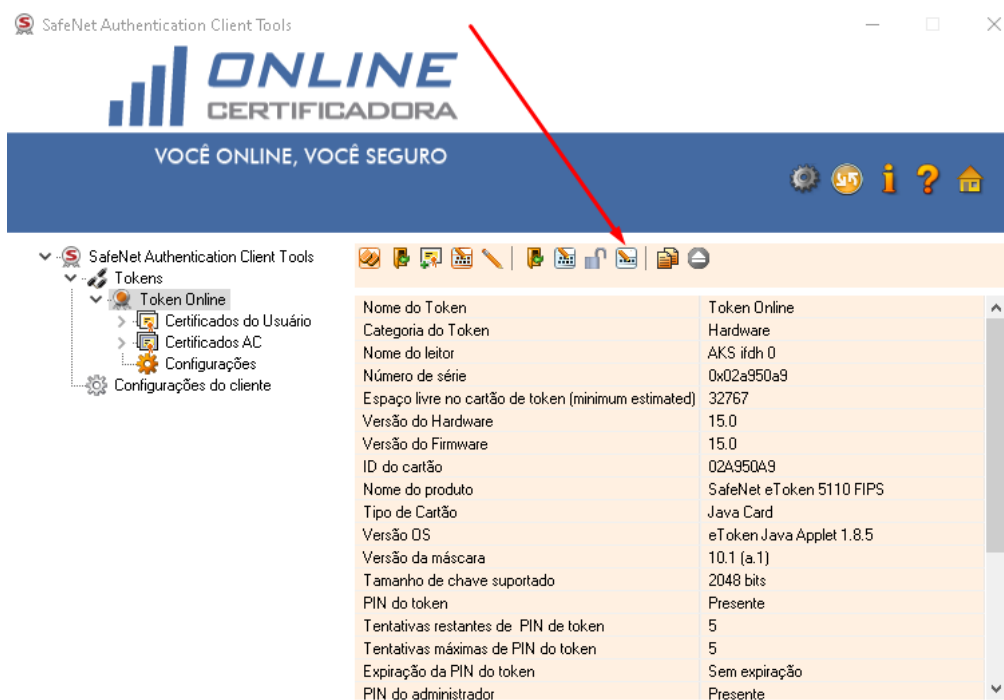 SafeNet Authentication Client Tools
ONLINE
CERTIFICADORA
VOCÊ ONLINE, VOCÊ SEGURO
SafeNet Authentication Client Tools
Tokens
Token Online
Certificados do Usuário
Certificados AC
Configurações
Configurações do cliente
Nome do Token Token Online
Categoria do Token Hardware
Nome do leitor AKS ifdh 0
Número de série 0x02a950a9
Espaço livre no cartão de token (minimum estimated) 32767
Versão do Hardware 15.0
Versão do Firmware 15.0
ID do cartão 02A950A9
Nome do produto SafeNet eToken 5110 FIPS
Tipo de Cartão Java Card
Versão OS eToken Java Applet 1.8.5
Versão da máscara 10.1 (a.1)
Tamanho de chave suportado 2048 bits
PIN do token Presente
Tentativas restantes de PIN de token 5
Tentativas máximas de PIN do token 5
Expiração da PIN do token Sem expiração
PIN do administrador Presente